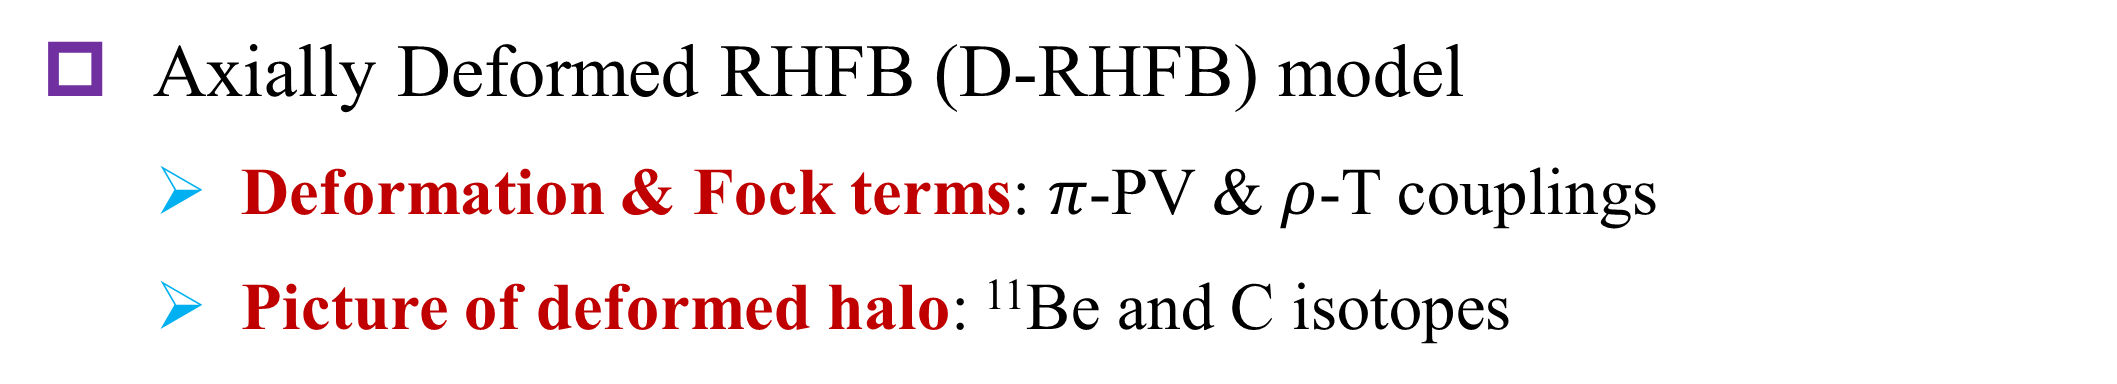 Axially Deformed RHFB (D-RHFB) model
Deformation & Fock terms: π-PV & ρ-T couplings
Picture of deformed halo: ¹¹Be and C isotopes